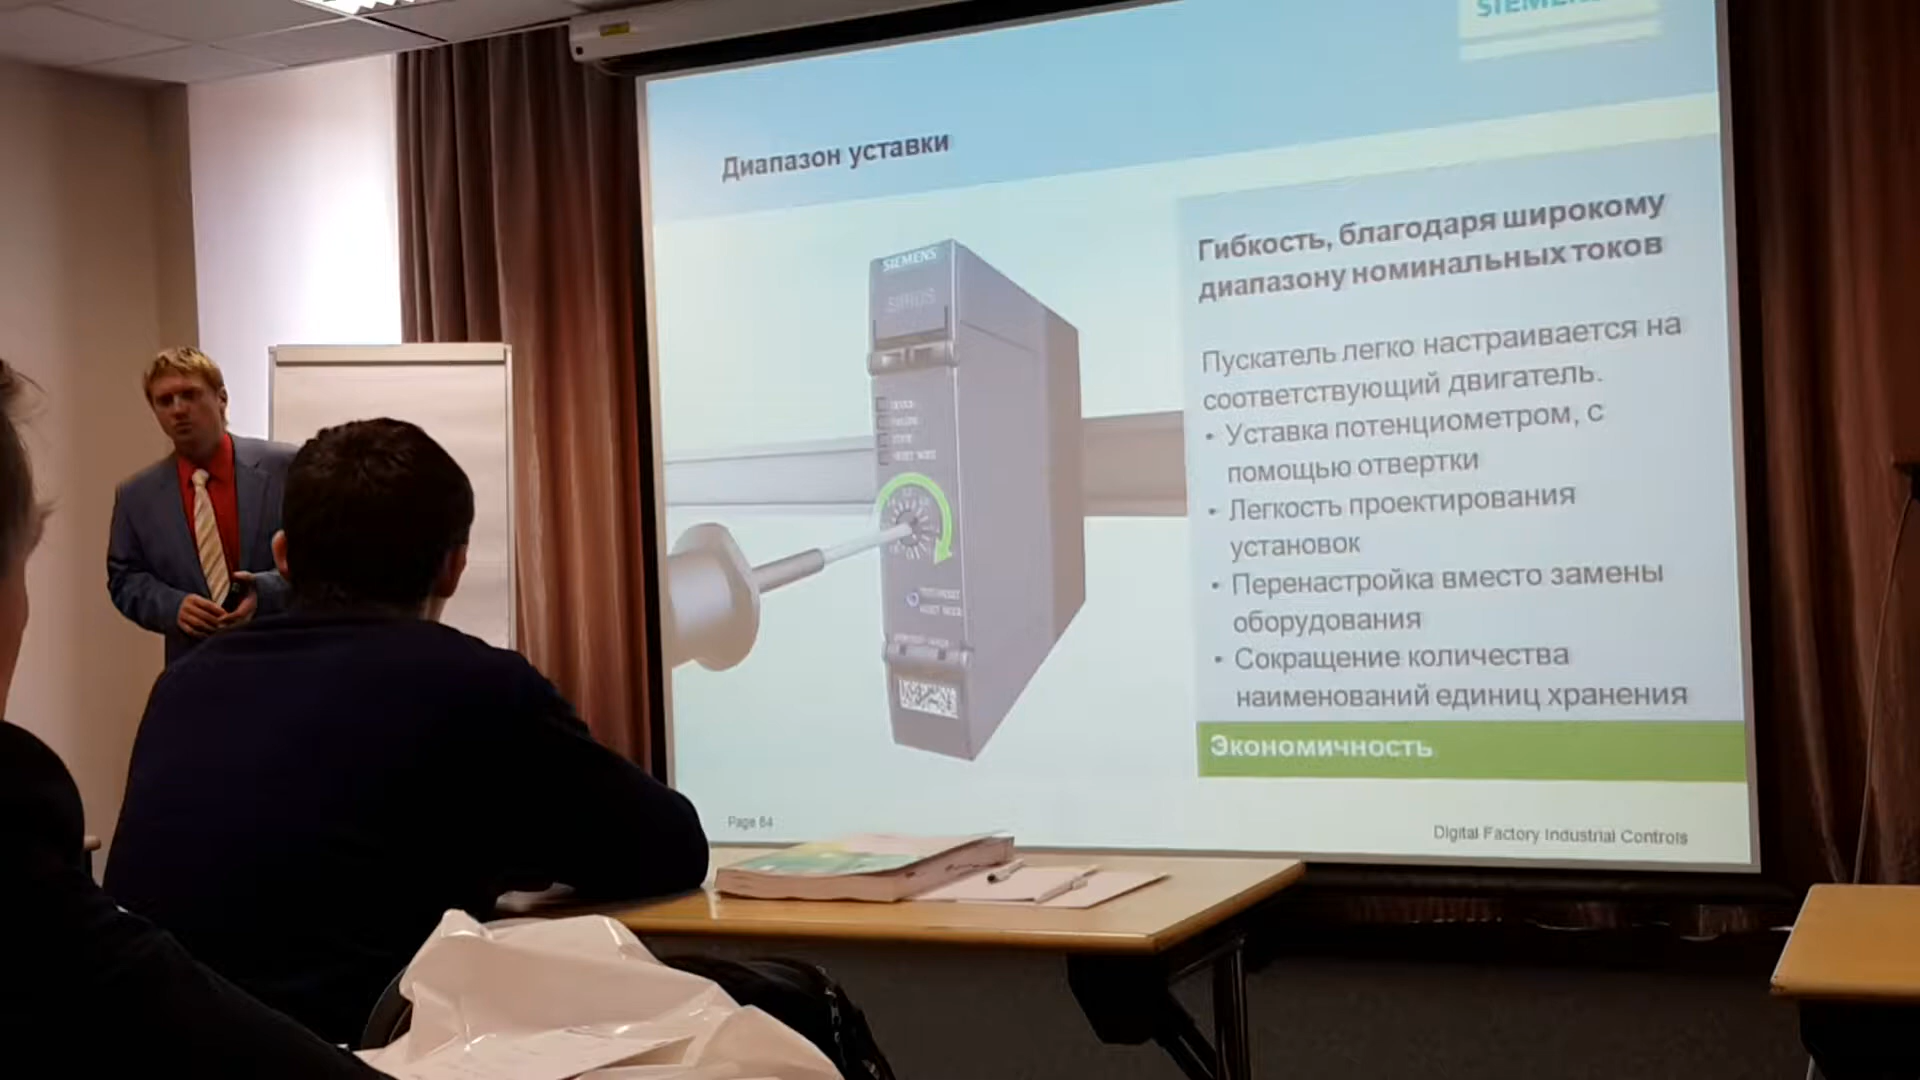 Диапазон уставки
SIEMENS
SIRIUS
Гибкость, благодаря широкому
диапазону номинальных токов
Пускатель легко настраивается на
соответствующий двигатель.
• Уставка потенциометром, с
помощью отвертки
• Легкость проектирования
установок
• Перенастройка вместо замены
оборудования
• Сокращение количества
наименований единиц хранения
Экономичность
Page 64
Digital Factory Industrial Controls